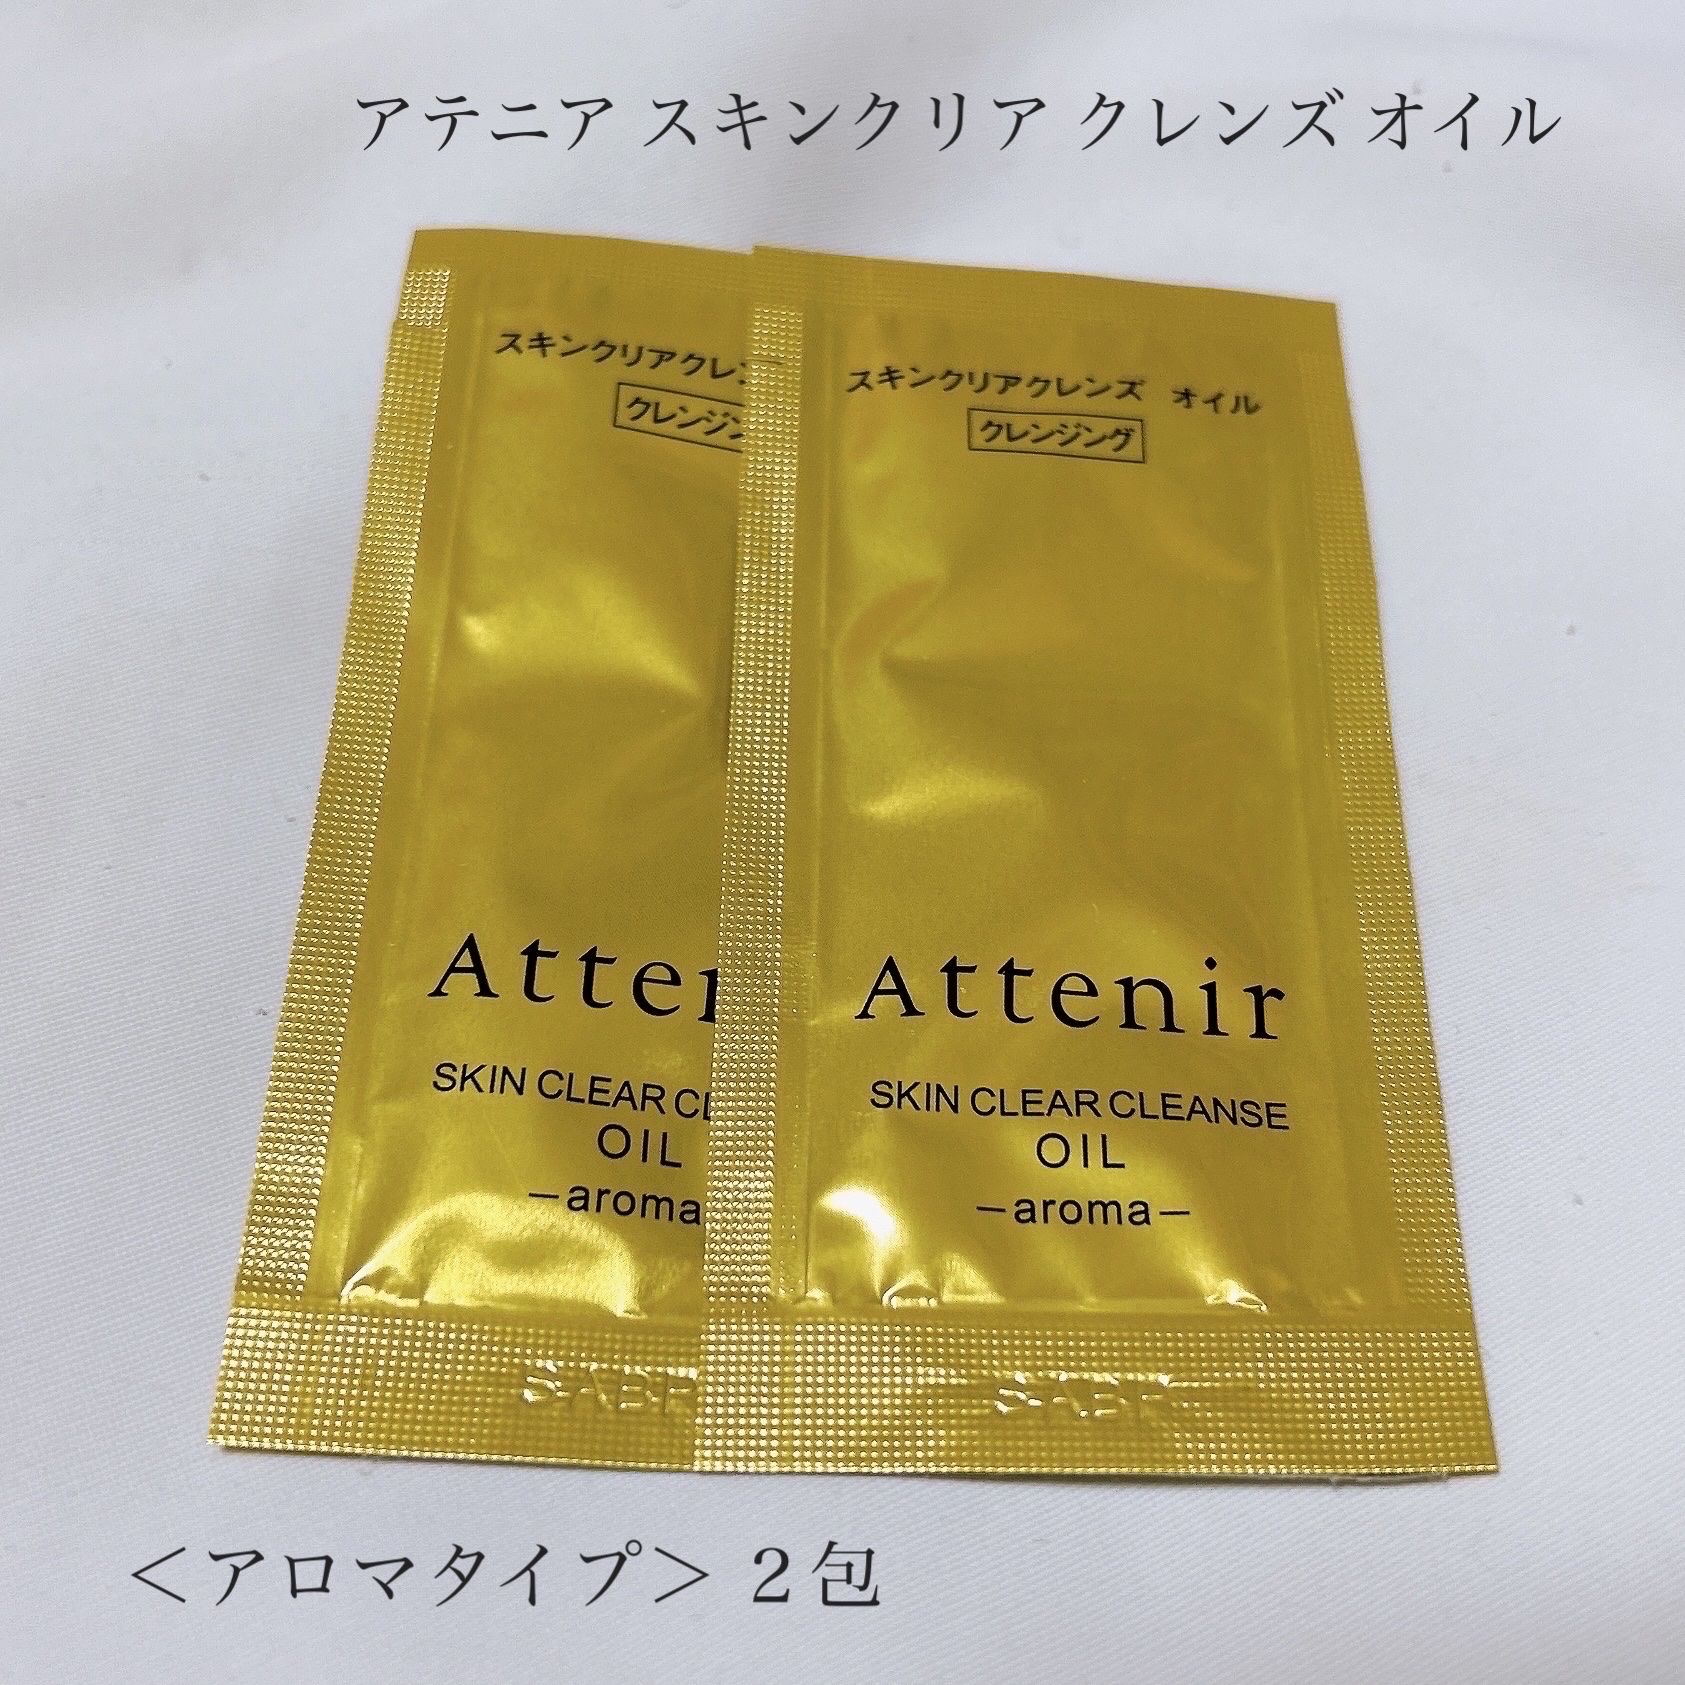 アテニア スキンクリア クレンズ オイル
スキンクリアクレン
クレンジン
Atten
SKIN CLEAR CL
OIL
—aroma
スキンクリアクレンズ オイル
クレンジング
Attenir
SKIN CLEAR CLEANSE
OIL
—aroma—
＜アロマタイプ＞ 2包